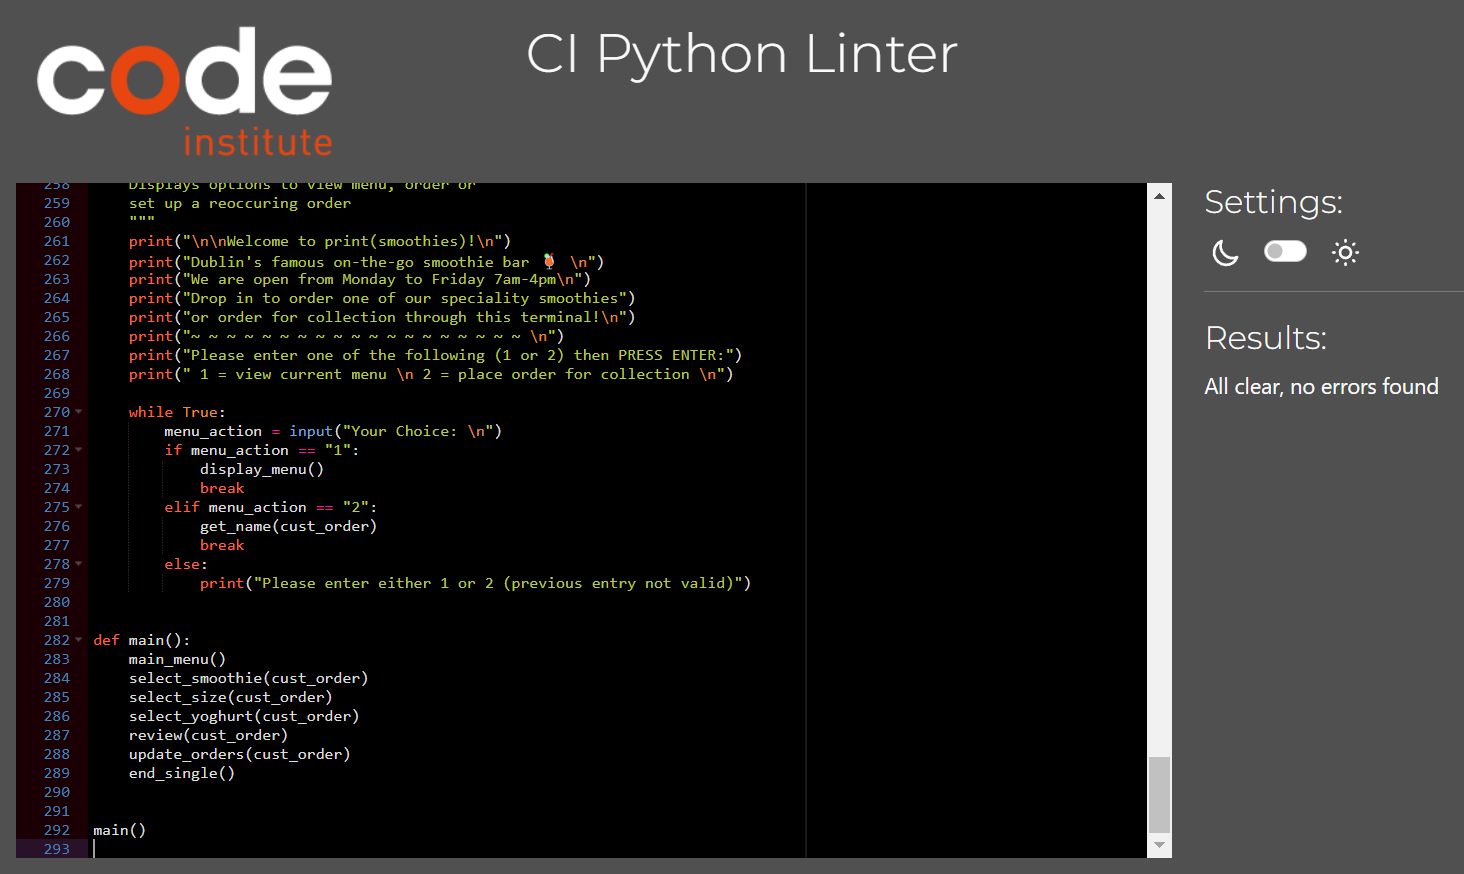 code
institute
CI Python Linter
258 Displays options to view menu, order or
259 set up a reoccuring order
260 """
261 print("\n\nWelcome to print(smoothies)!\n")
262 print("Dublin's famous on-the-go smoothie bar 🍹 \n")
263 print("We are open from Monday to Friday 7am-4pm\n")
264 print("Drop in to order one of our speciality smoothies")
265 print("or order for collection through this terminal!\n")
266 print("~ ~ ~ ~ ~ ~ ~ ~ ~ ~ ~ ~ ~ ~ ~ ~ ~ ~ ~ \n")
267 print("Please enter one of the following (1 or 2) then PRESS ENTER:")
268 print(" 1 = view current menu \n 2 = place order for collection \n")
269
270 while True:
271 menu_action = input("Your Choice: \n")
272 if menu_action == "1":
273 display_menu()
274 break
275 elif menu_action == "2":
276 get_name(cust_order)
277 break
278 else:
279 print("Please enter either 1 or 2 (previous entry not valid)")
280
281
282 def main():
283 main_menu()
284 select_smoothie(cust_order)
285 select_size(cust_order)
286 select_yoghurt(cust_order)
287 review(cust_order)
288 update_orders(cust_order)
289 end_single()
290
291
292 main()
293
Settings:
Results:
All clear, no errors found